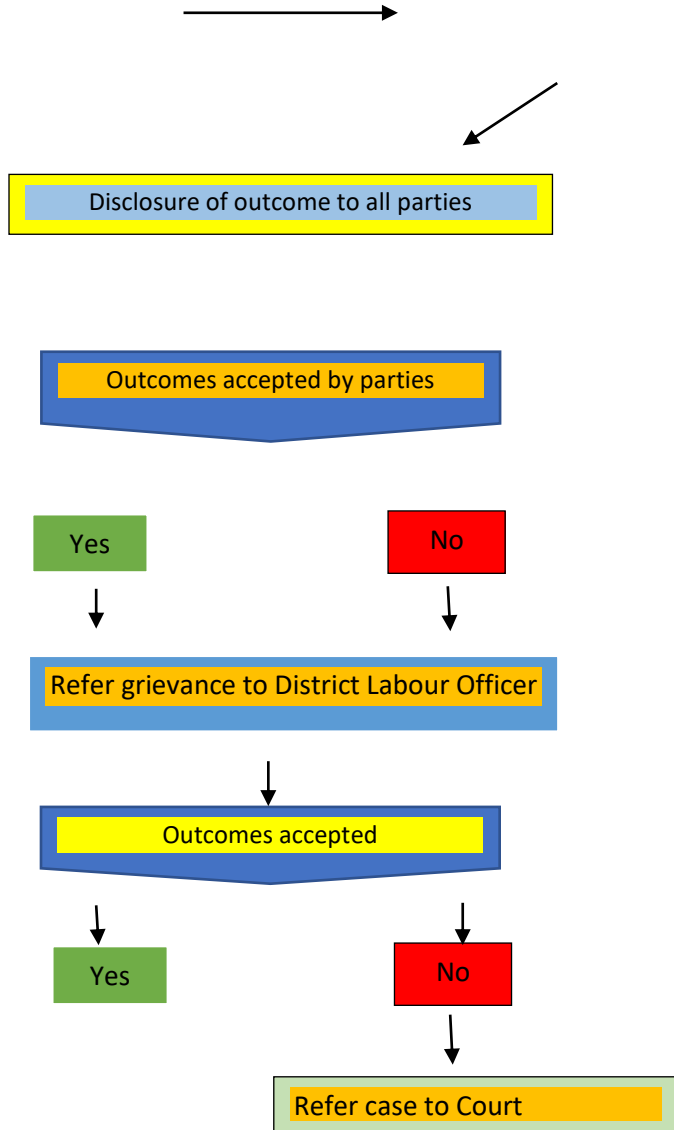 Disclosure of outcome to all parties
Outcomes accepted by parties
Yes
No
Refer grievance to District Labour Officer
Outcomes accepted
Yes
No
Refer case to Court